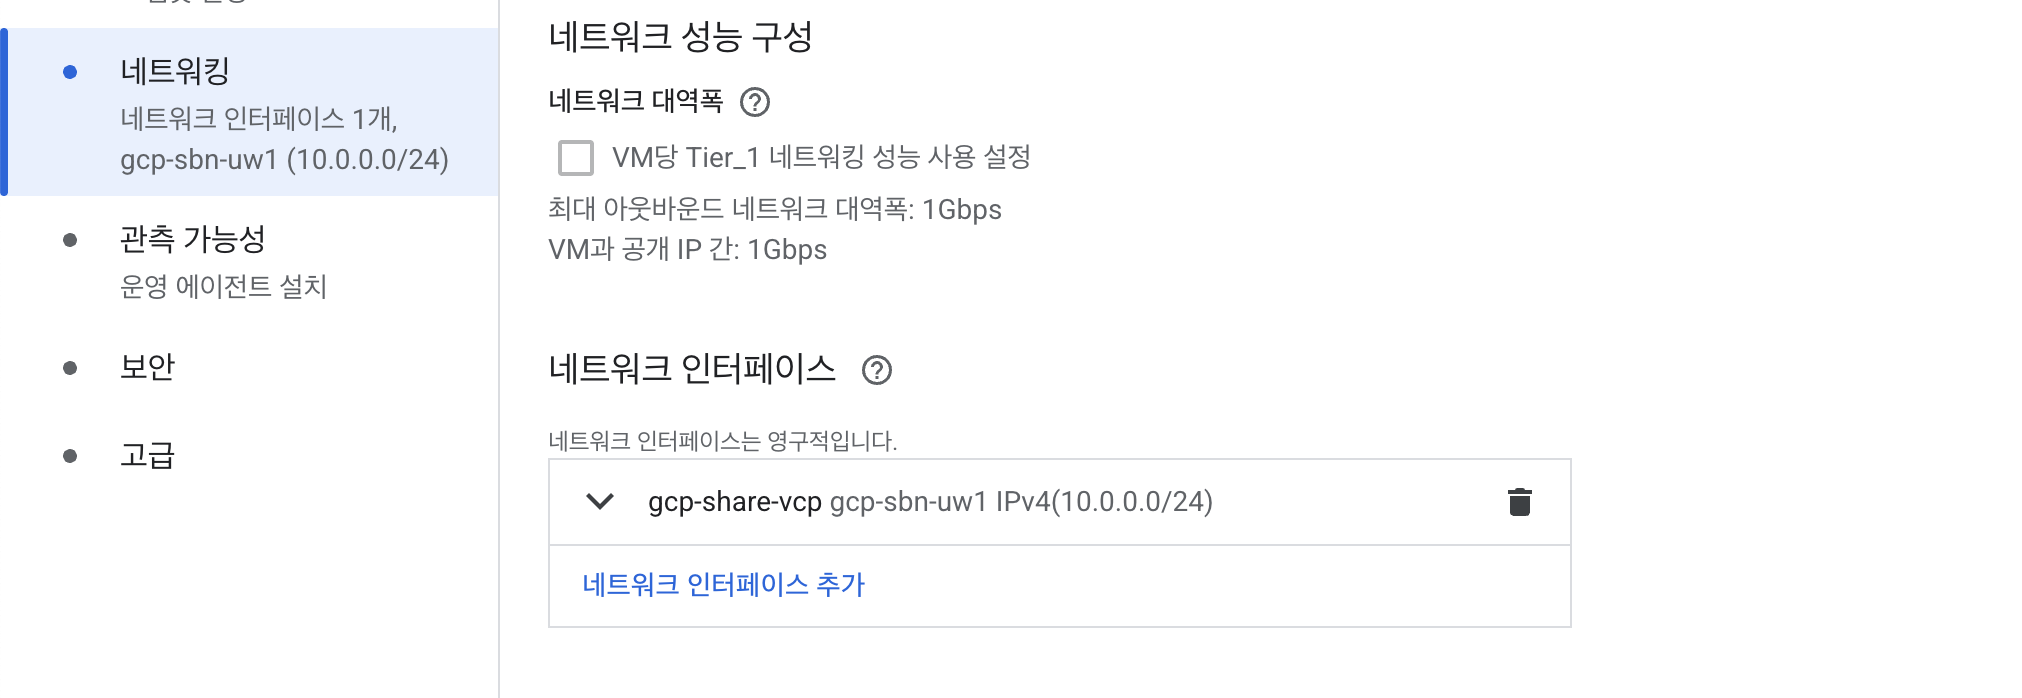 네트워킹
네트워크 인터페이스 1개,
gcp-sbn-uw1 (10.0.0.0/24)
관측 가능성
운영 에이전트 설치
보안
고급
네트워크 성능 구성
네트워크 대역폭
VM당 Tier_1 네트워킹 성능 사용 설정
최대 아웃바운드 네트워크 대역폭: 1Gbps
VM과 공개 IP 간: 1Gbps
네트워크 인터페이스
네트워크 인터페이스는 영구적입니다.
gcp-share-vcp gcp-sbn-uw1 IPv4(10.0.0.0/24)
네트워크 인터페이스 추가